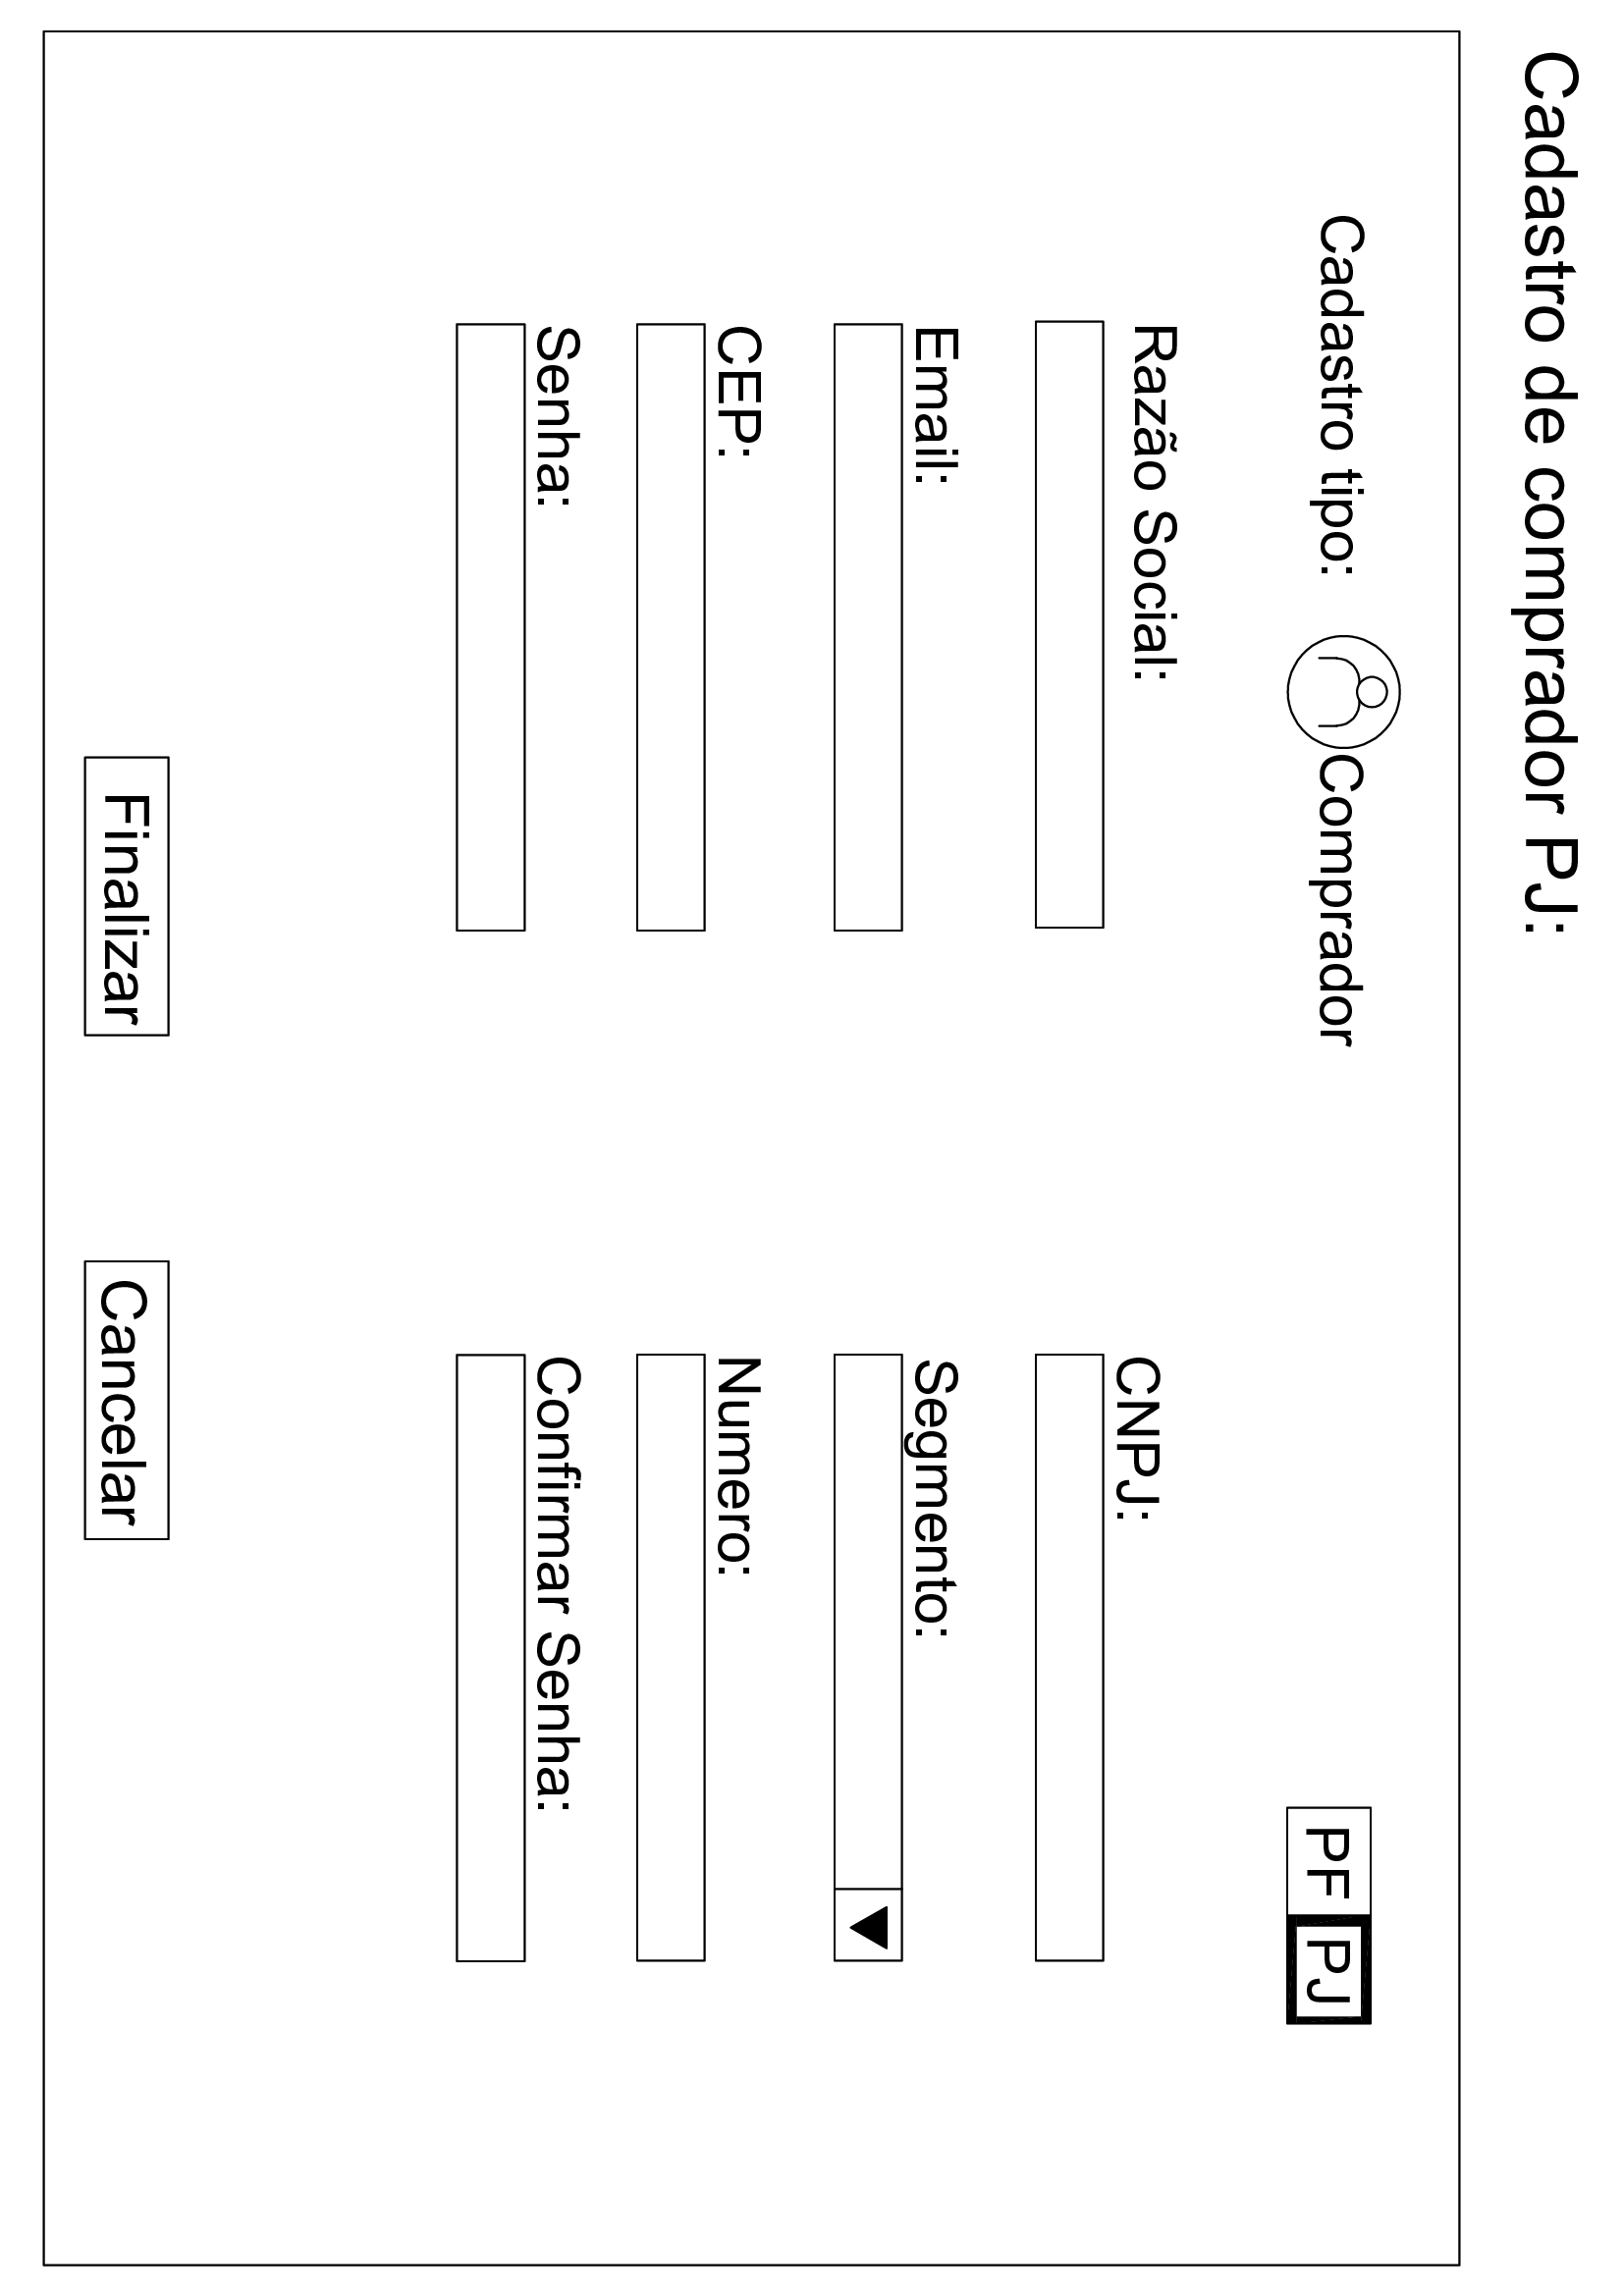 Cadastro de comprador PJ:
Cadastro tipo: Comprador
PF PJ
Razão Social:
CNPJ:
Email:
Segmento:
CEP:
Numero:
Senha:
Confirmar Senha:
Finalizar
Cancelar